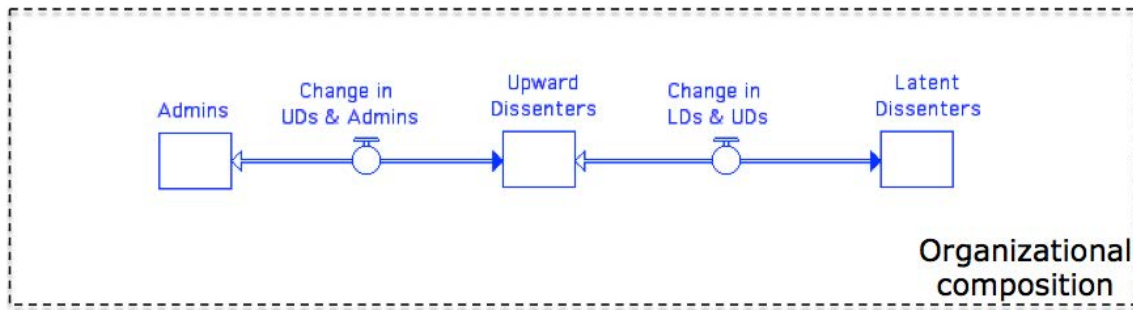 Admins
Change in
UDs & Admins
Upward
Dissenters
Change in
LDs & UDs
Latent
Dissenters
Organizational
composition